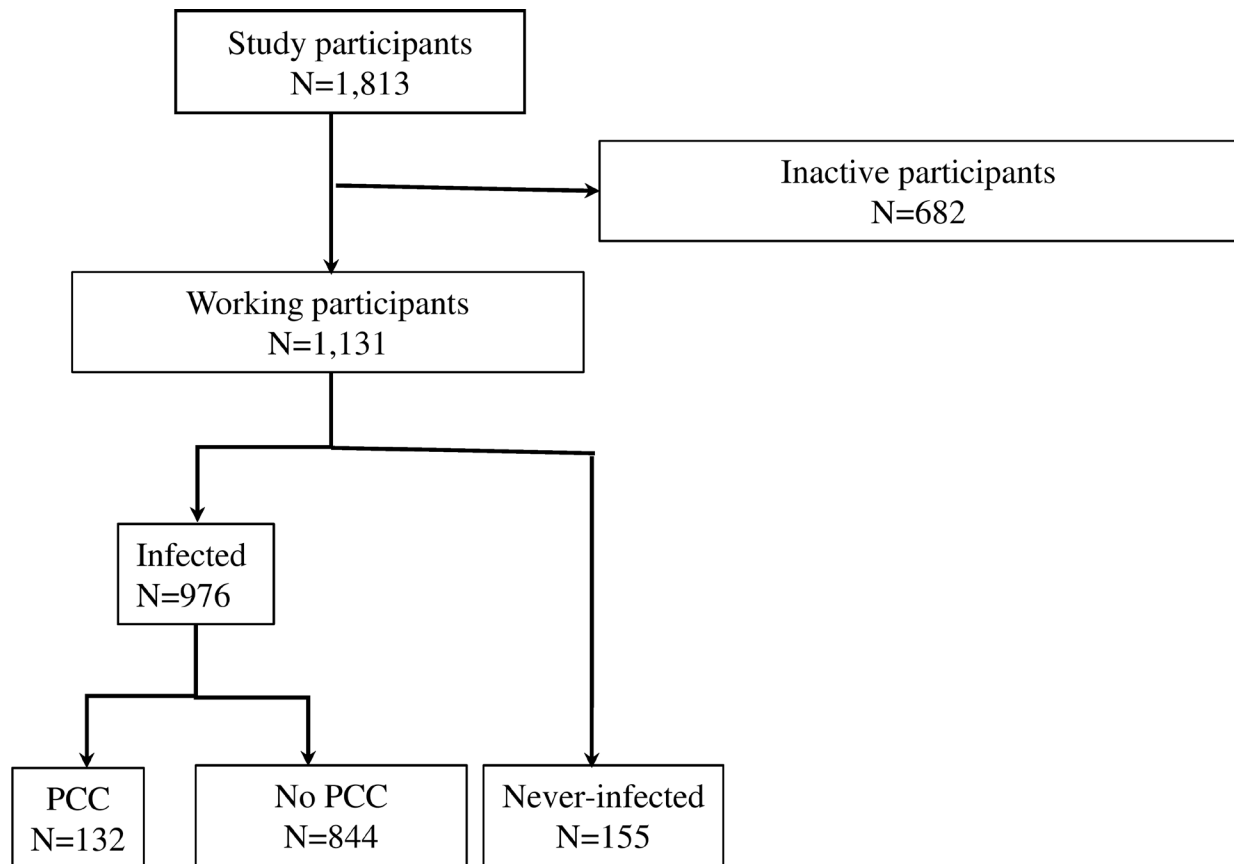 Study participants
N=1,813
Inactive participants
N=682
Working participants
N=1,131
Infected
N=976
PCC
N=132
No PCC
N=844
Never-infected
N=155